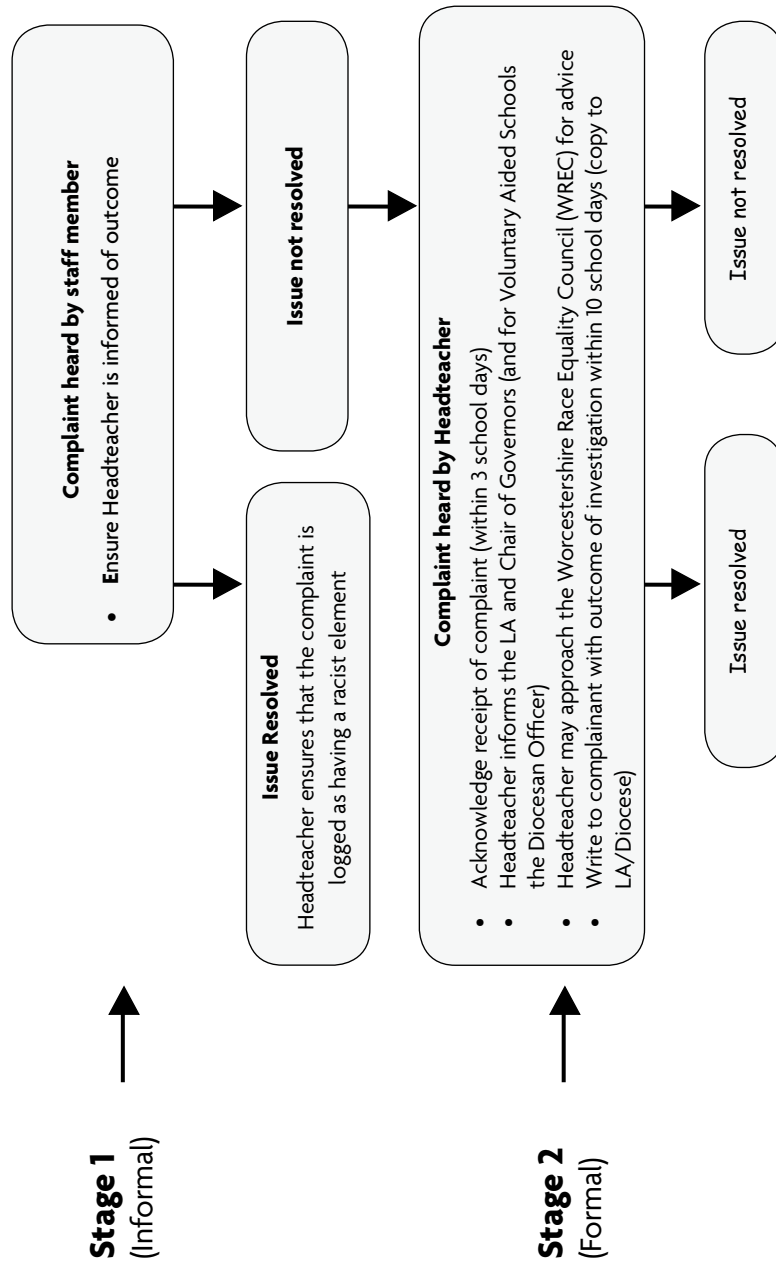 Stage 1
(Informal)
Complaint heard by staff member
• Ensure Headteacher is informed of outcome
Issue Resolved
Headteacher ensures that the complaint is
logged as having a racist element
Issue not resolved
Stage 2
(Formal)
Complaint heard by Headteacher
• Acknowledge receipt of complaint (within 3 school days)
• Headteacher informs the LA and Chair of Governors (and for Voluntary Aided Schools
the Diocesan Officer)
• Headteacher may approach the Worcestershire Race Equality Council (WREC) for advice
• Write to complainant with outcome of investigation within 10 school days (copy to
LA/Diocese)
Issue resolved
Issue not resolved